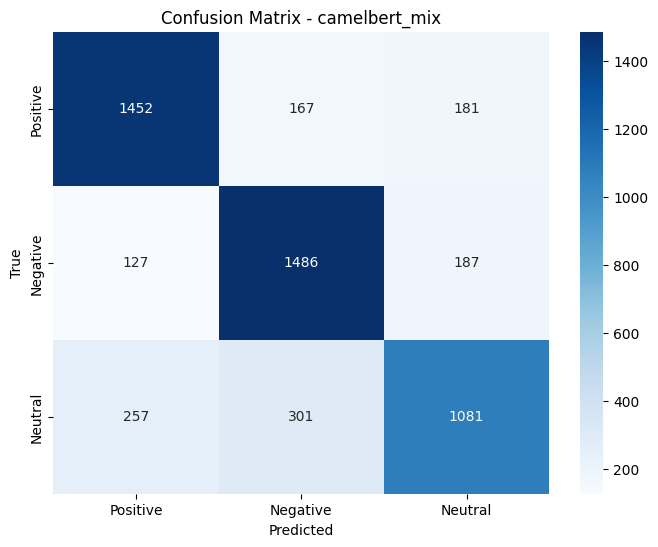 Confusion Matrix - camelbert_mix
Positive
1452
167
181
Negative
127
1486
187
Neutral
257
301
1081
Positive
Negative
Neutral
True
Predicted
1400
1200
1000
800
600
400
200